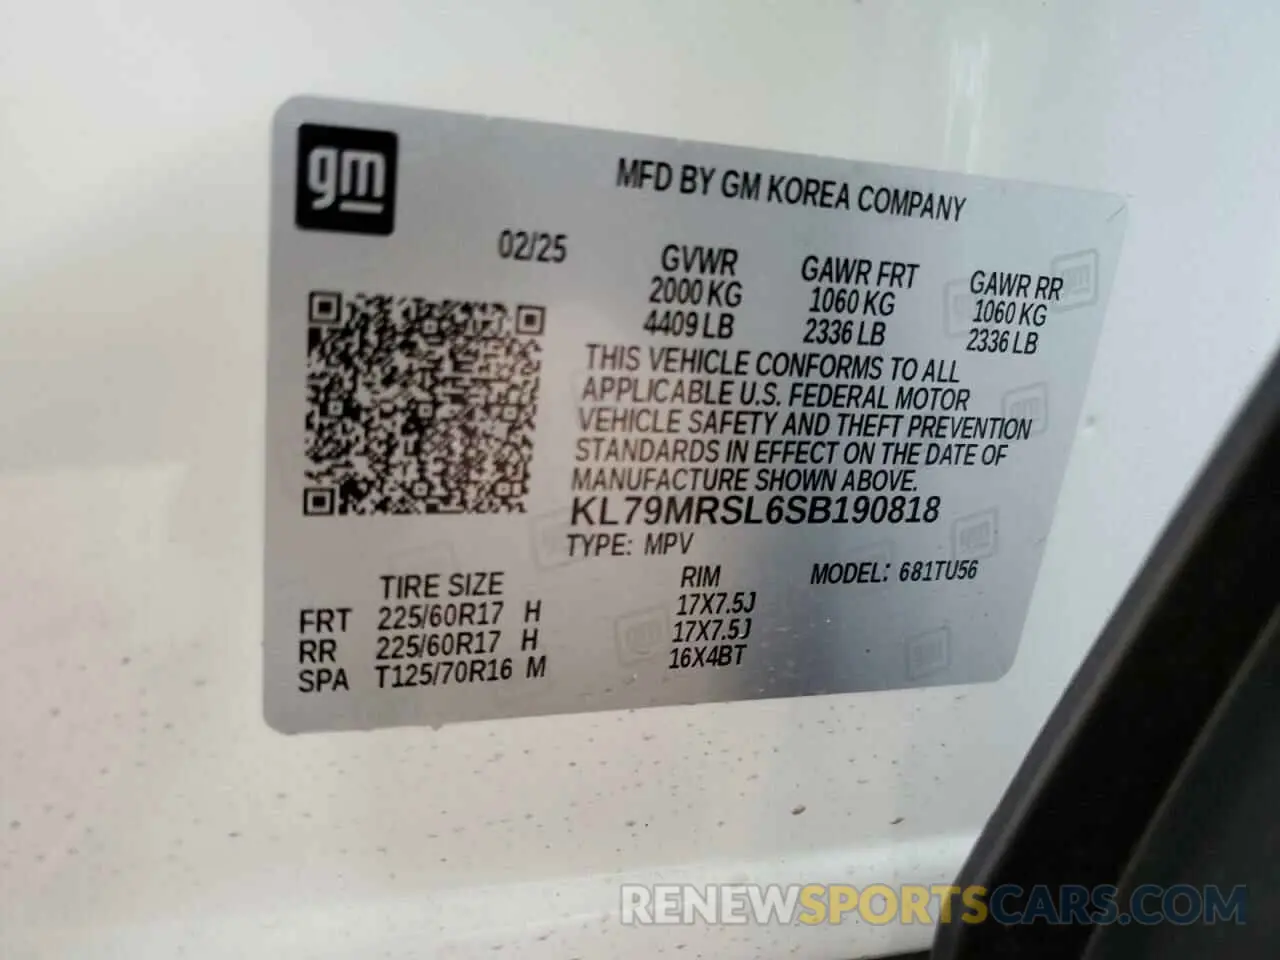 gm
MFD BY GM KOREA COMPANY
02/25
GVWR GAWR FRT GAWR RR
2000 KG 1060 KG 1060 KG
4409 LB 2336 LB 2336 LB
THIS VEHICLE CONFORMS TO ALL
APPLICABLE U.S. FEDERAL MOTOR
VEHICLE SAFETY AND THEFT PREVENTION
STANDARDS IN EFFECT ON THE DATE OF
MANUFACTURE SHOWN ABOVE.
KL79MRSL6SB190818
TYPE: MPV
MODEL: 681TU56
TIRE SIZE RIM
FRT 225/60R17 H 17X7.5J
RR 225/60R17 H 17X7.5J
SPA T125/70R16 M 16X4BT
RENEWSPORTSCARS.COM